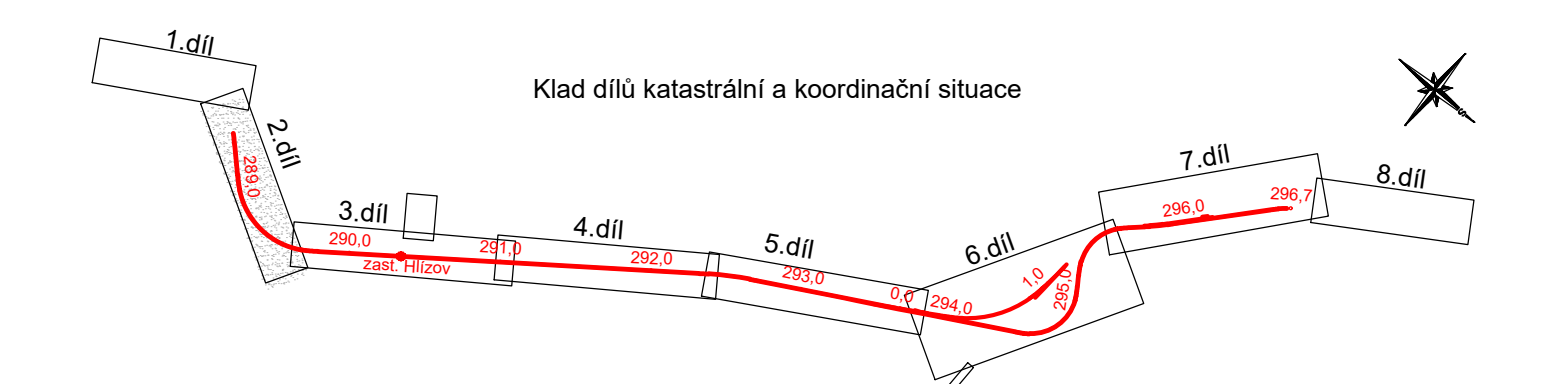 1.díl
Klad dílů katastrální a koordinační situace
S
2.díl
289,0
3.díl
290,0
zast. Hlízov
291,0
4.díl
292,0
5.díl
293,0
0,0
6.díl
294,0
1,0
295,0
7.díl
296,0
296,7
8.díl